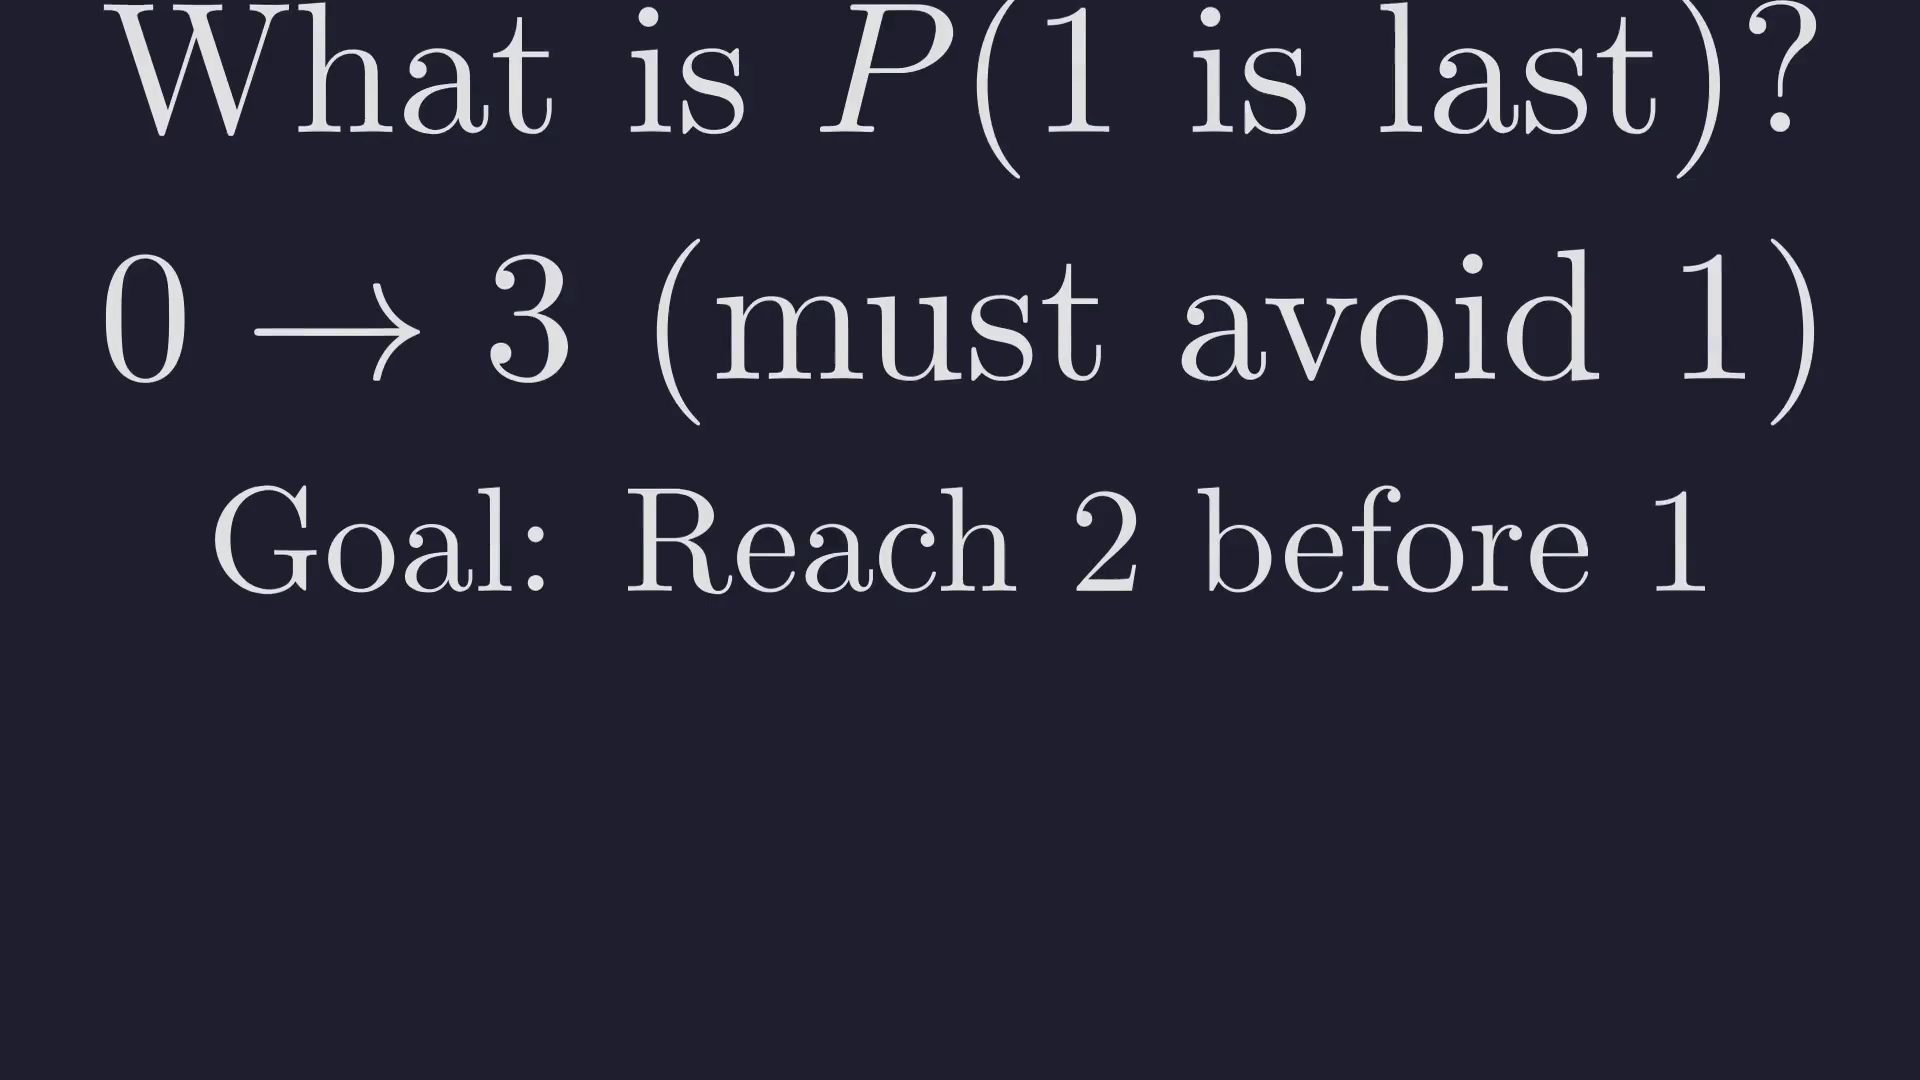 What is P(1 is last)?
0 → 3 (must avoid 1)
Goal: Reach 2 before 1